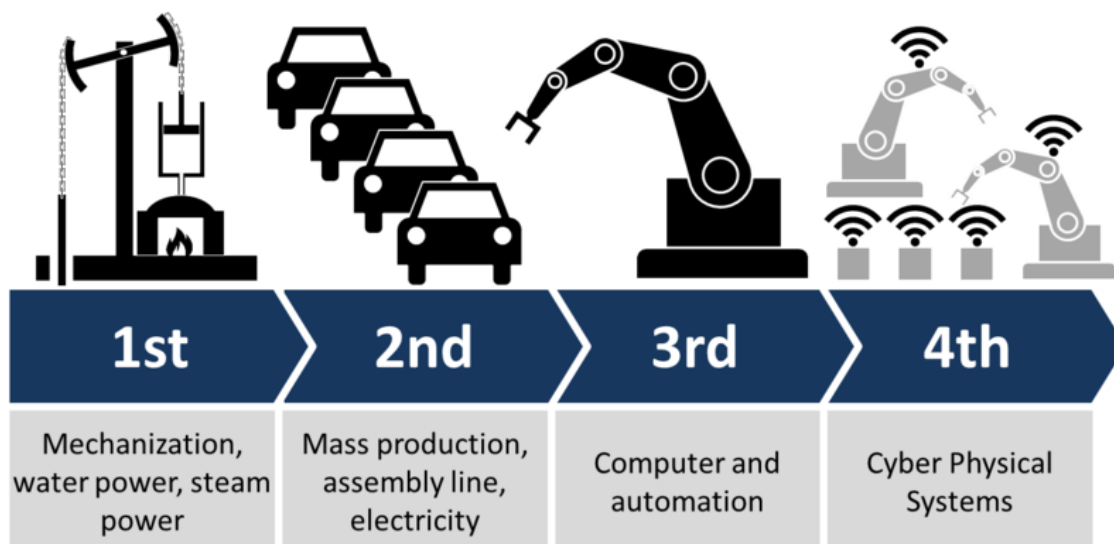 1st
2nd
3rd
4th
Mechanization,
water power, steam
power
Mass production,
assembly line,
electricity
Computer and
automation
Cyber Physical
Systems